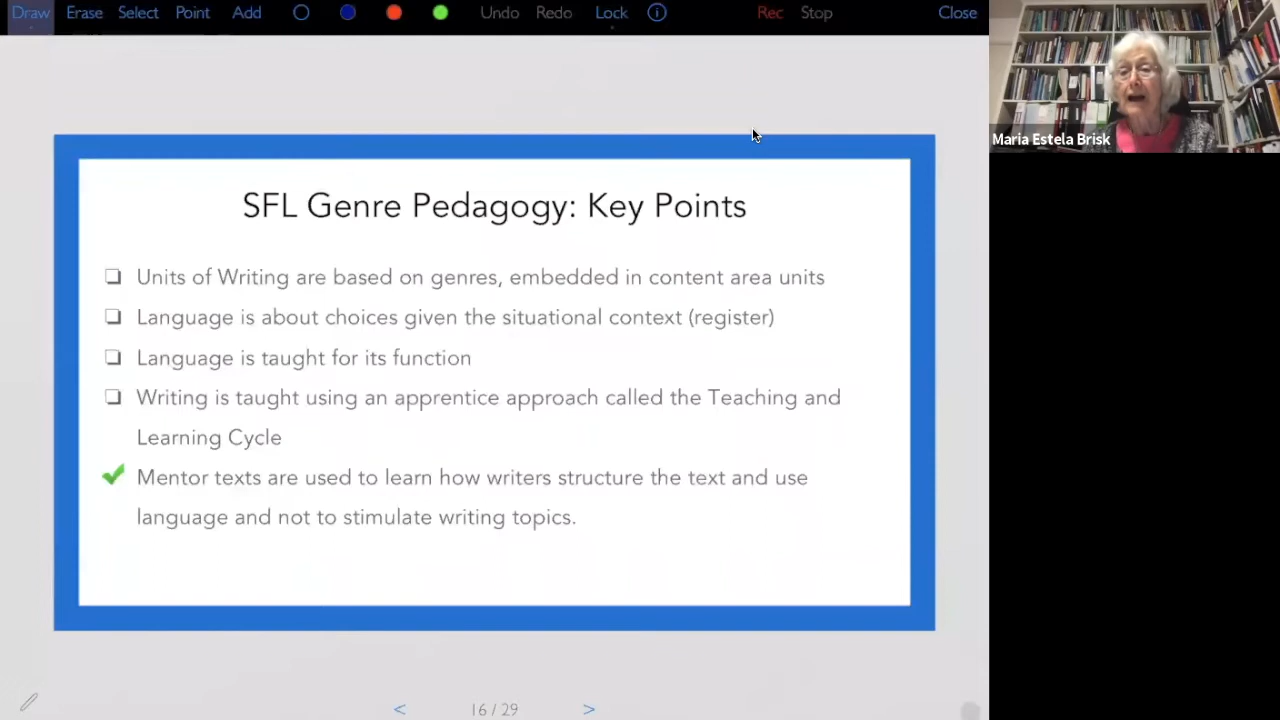 Draw Erase Select Point Add Undo Redo Lock Rec Stop Close
Maria Estela Brisk
SFL Genre Pedagogy: Key Points
Units of Writing are based on genres, embedded in content area units
Language is about choices given the situational context (register)
Language is taught for its function
Writing is taught using an apprentice approach called the Teaching and
Learning Cycle
Mentor texts are used to learn how writers structure the text and use
language and not to stimulate writing topics.
< 16 / 29 >